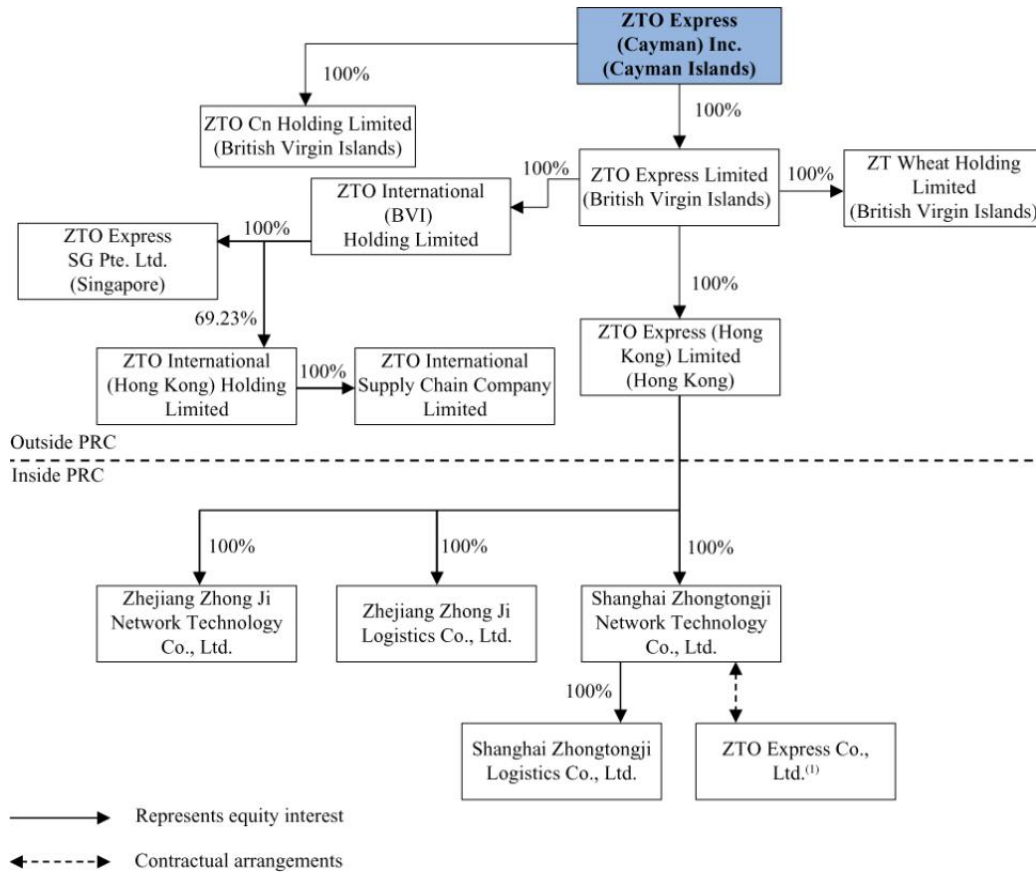 ZTO Express
(Cayman) Inc.
(Cayman Islands)
100%
100%
ZTO Cn Holding Limited
(British Virgin Islands)
100%
ZTO International
(BVI)
Holding Limited
ZTO Express Limited
(British Virgin Islands)
100%
ZT Wheat Holding
Limited
(British Virgin Islands)
ZTO Express
SG Pte. Ltd.
(Singapore)
100%
100%
69.23%
ZTO International
(Hong Kong) Holding
Limited
100%
ZTO International
Supply Chain Company
Limited
ZTO Express (Hong
Kong) Limited
(Hong Kong)
Outside PRC
Inside PRC
100%
100%
100%
Zhejiang Zhong Ji
Network Technology
Co., Ltd.
Zhejiang Zhong Ji
Logistics Co., Ltd.
Shanghai Zhongtongji
Network Technology
Co., Ltd.
100%
Shanghai Zhongtongji
Logistics Co., Ltd.
ZTO Express Co.,
Ltd.(1)
Represents equity interest
Contractual arrangements